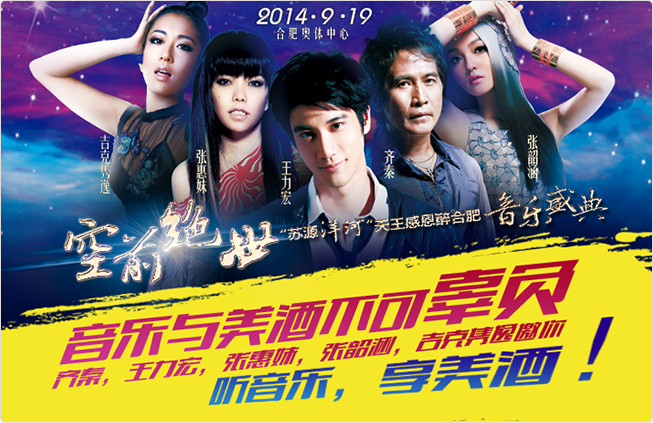 2014·9·19
合肥奥体中心
吉克隽逸
张惠妹
王力宏
齐秦
张韶涵
空前绝世
“苏源洋河”天王感恩醉合肥
音乐盛典
音乐与美酒不可辜负
齐秦，王力宏，张惠妹，张韶涵，吉克隽逸邀你
听音乐，享美酒！